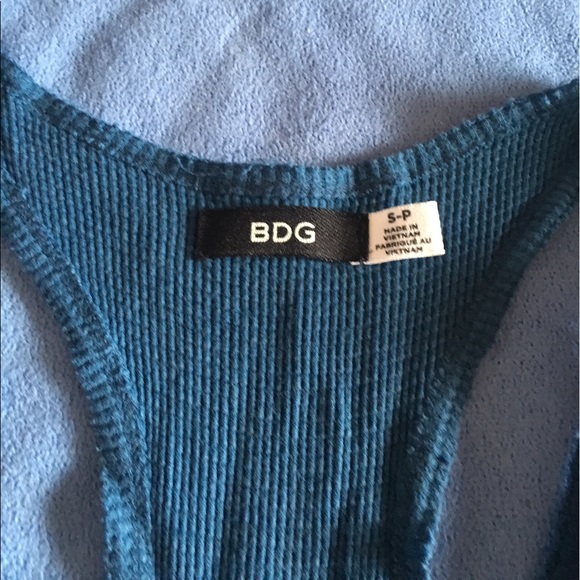 BDG
S-P
MADE IN
VIETNAM
FABRIQUÉ AU
VIETNAM